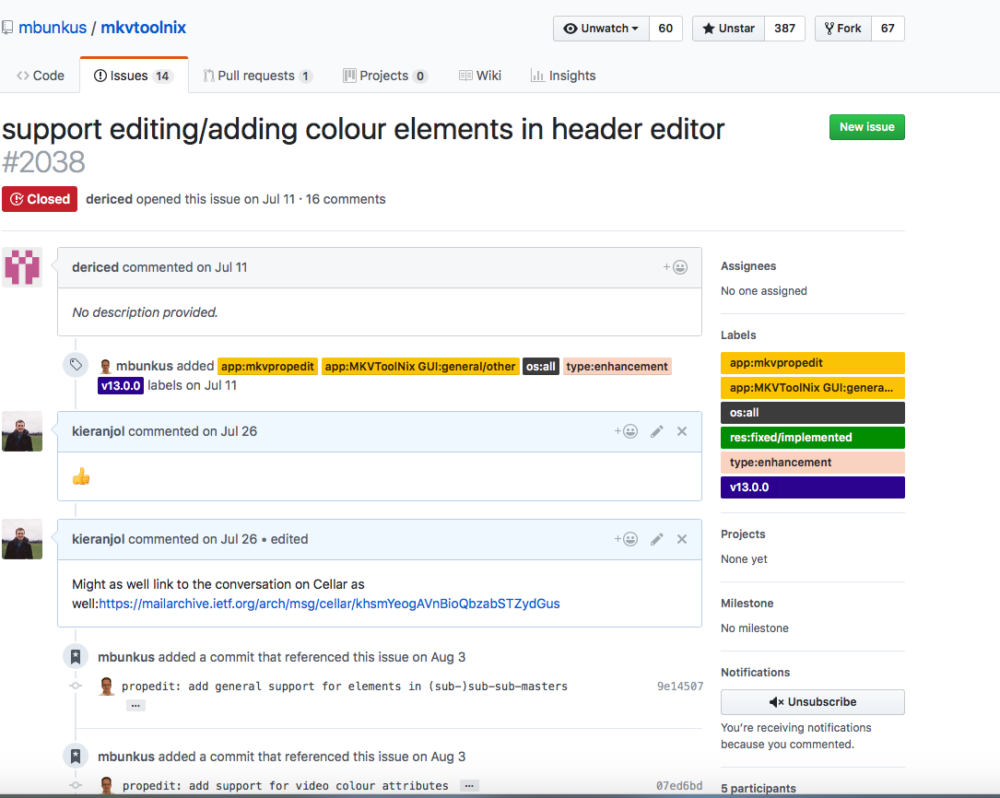 mbunkus / mkvtoolnix
Unwatch 60 Unstar 387 Fork 67
Code Issues 14 Pull requests 1 Projects 0 Wiki Insights
support editing/adding colour elements in header editor
#2038
New issue
Closed dericed opened this issue on Jul 11 · 16 comments
dericed commented on Jul 11
No description provided.
mbunkus added app:mkvpropedit app:MKVToolNix GUI:general/other os:all type:enhancement
v13.0.0 labels on Jul 11
kieranjol commented on Jul 26
👍
kieranjol commented on Jul 26 • edited
Might as well link to the conversation on Cellar as
well:https://mailarchive.ietf.org/arch/msg/cellar/khsmYeogAVnBioQbzabSTZydGus
mbunkus added a commit that referenced this issue on Aug 3
propedit: add general support for elements in (sub-)sub-sub-masters 9e14507
...
mbunkus added a commit that referenced this issue on Aug 3
propedit: add support for video colour attributes ... 07ed6bd
Assignees
No one assigned
Labels
app:mkvpropedit
app:MKVToolNix GUI:genera...
os:all
res:fixed/implemented
type:enhancement
v13.0.0
Projects
None yet
Milestone
No milestone
Notifications
Unsubscribe
You're receiving notifications
because you commented.
5 participants